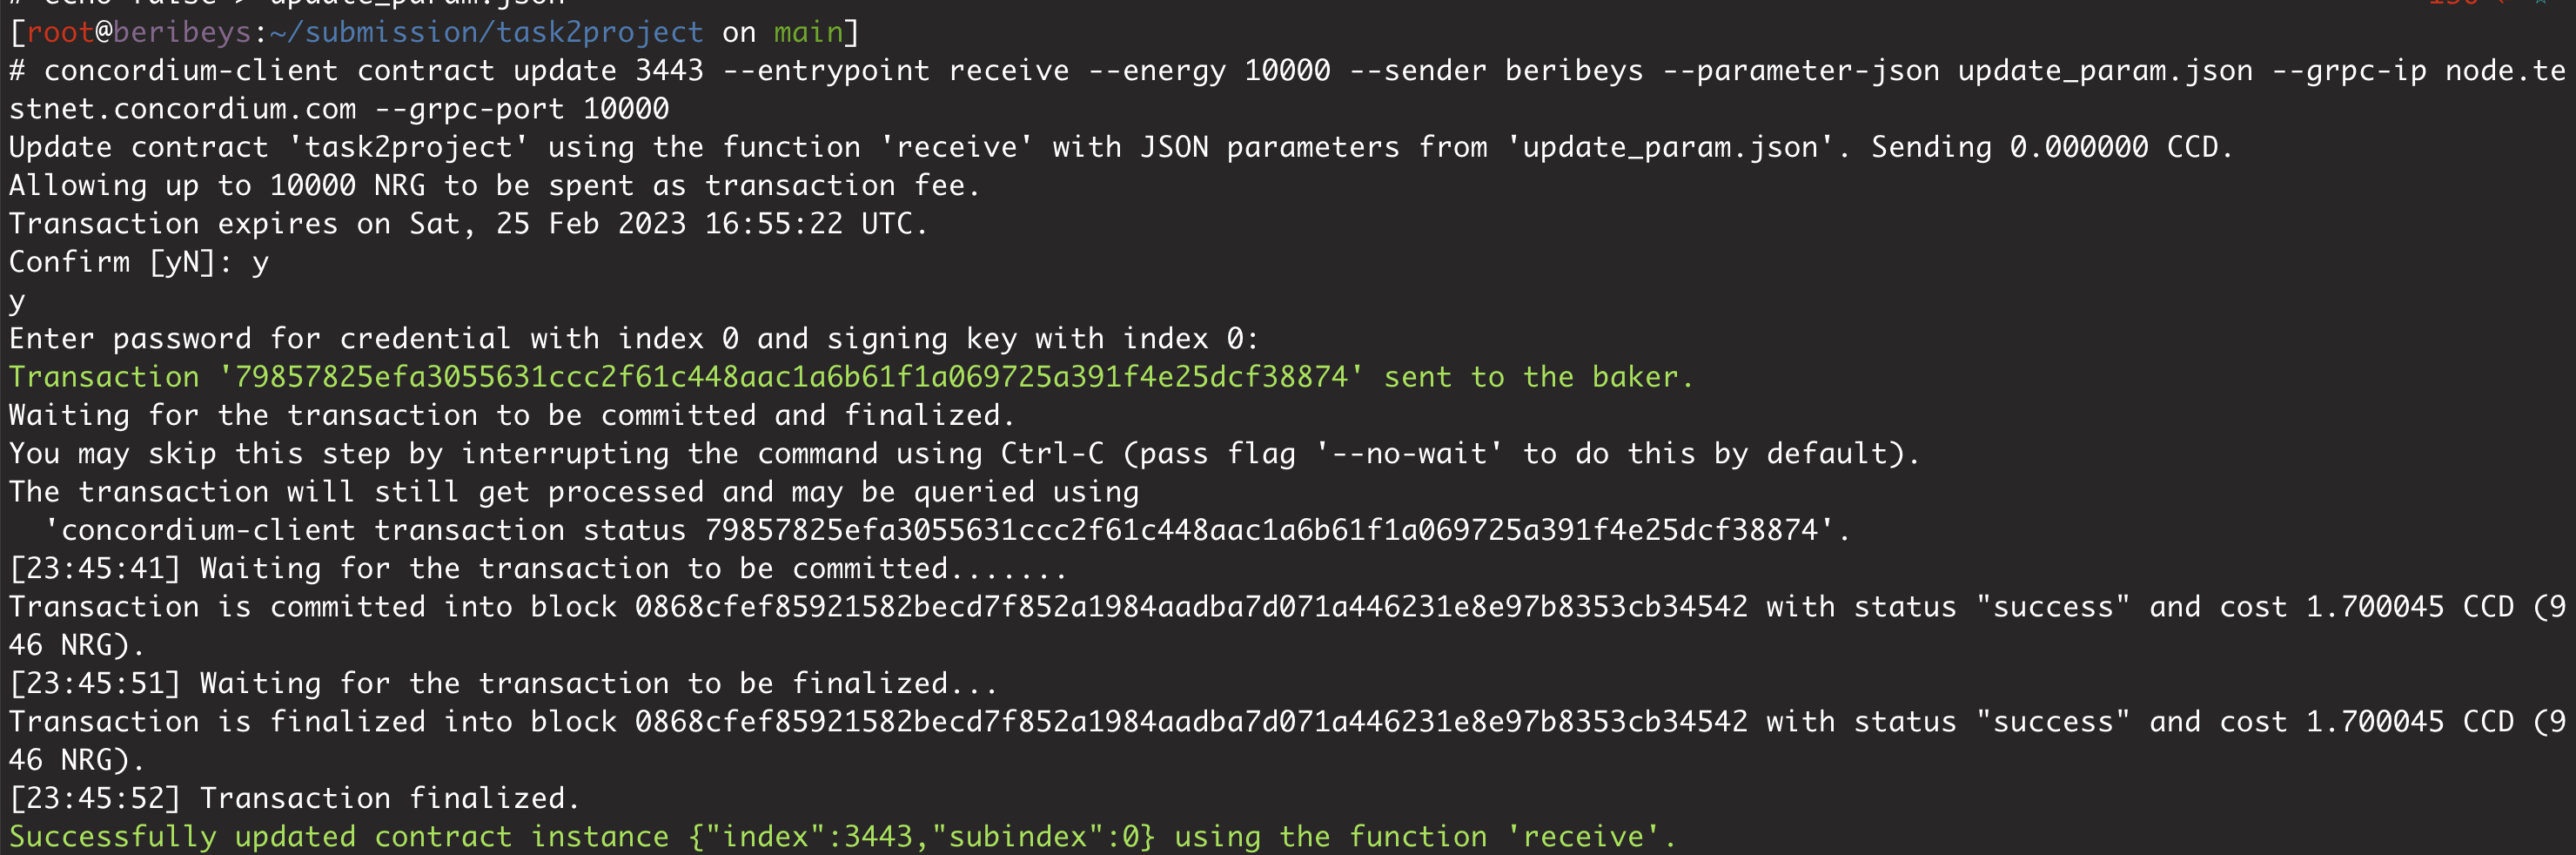 # echo false > update_param.json
[root@beribeys:~/submission/task2project on main]
# concordium-client contract update 3443 --entrypoint receive --energy 10000 --sender beribeys --parameter-json update_param.json --grpc-ip node.te
stnet.concordium.com --grpc-port 10000
Update contract 'task2project' using the function 'receive' with JSON parameters from 'update_param.json'. Sending 0.000000 CCD.
Allowing up to 10000 NRG to be spent as transaction fee.
Transaction expires on Sat, 25 Feb 2023 16:55:22 UTC.
Confirm [yN]: y
y
Enter password for credential with index 0 and signing key with index 0:
Transaction '79857825efa3055631ccc2f61c448aac1a6b61f1a069725a391f4e25dcf38874' sent to the baker.
Waiting for the transaction to be committed and finalized.
You may skip this step by interrupting the command using Ctrl-C (pass flag '--no-wait' to do this by default).
The transaction will still get processed and may be queried using
  'concordium-client transaction status 79857825efa3055631ccc2f61c448aac1a6b61f1a069725a391f4e25dcf38874'.
[23:45:41] Waiting for the transaction to be committed.......
Transaction is committed into block 0868cfef85921582becd7f852a1984aadba7d071a446231e8e97b8353cb34542 with status "success" and cost 1.700045 CCD (9
46 NRG).
[23:45:51] Waiting for the transaction to be finalized...
Transaction is finalized into block 0868cfef85921582becd7f852a1984aadba7d071a446231e8e97b8353cb34542 with status "success" and cost 1.700045 CCD (9
46 NRG).
[23:45:52] Transaction finalized.
Successfully updated contract instance {"index":3443,"subindex":0} using the function 'receive'.